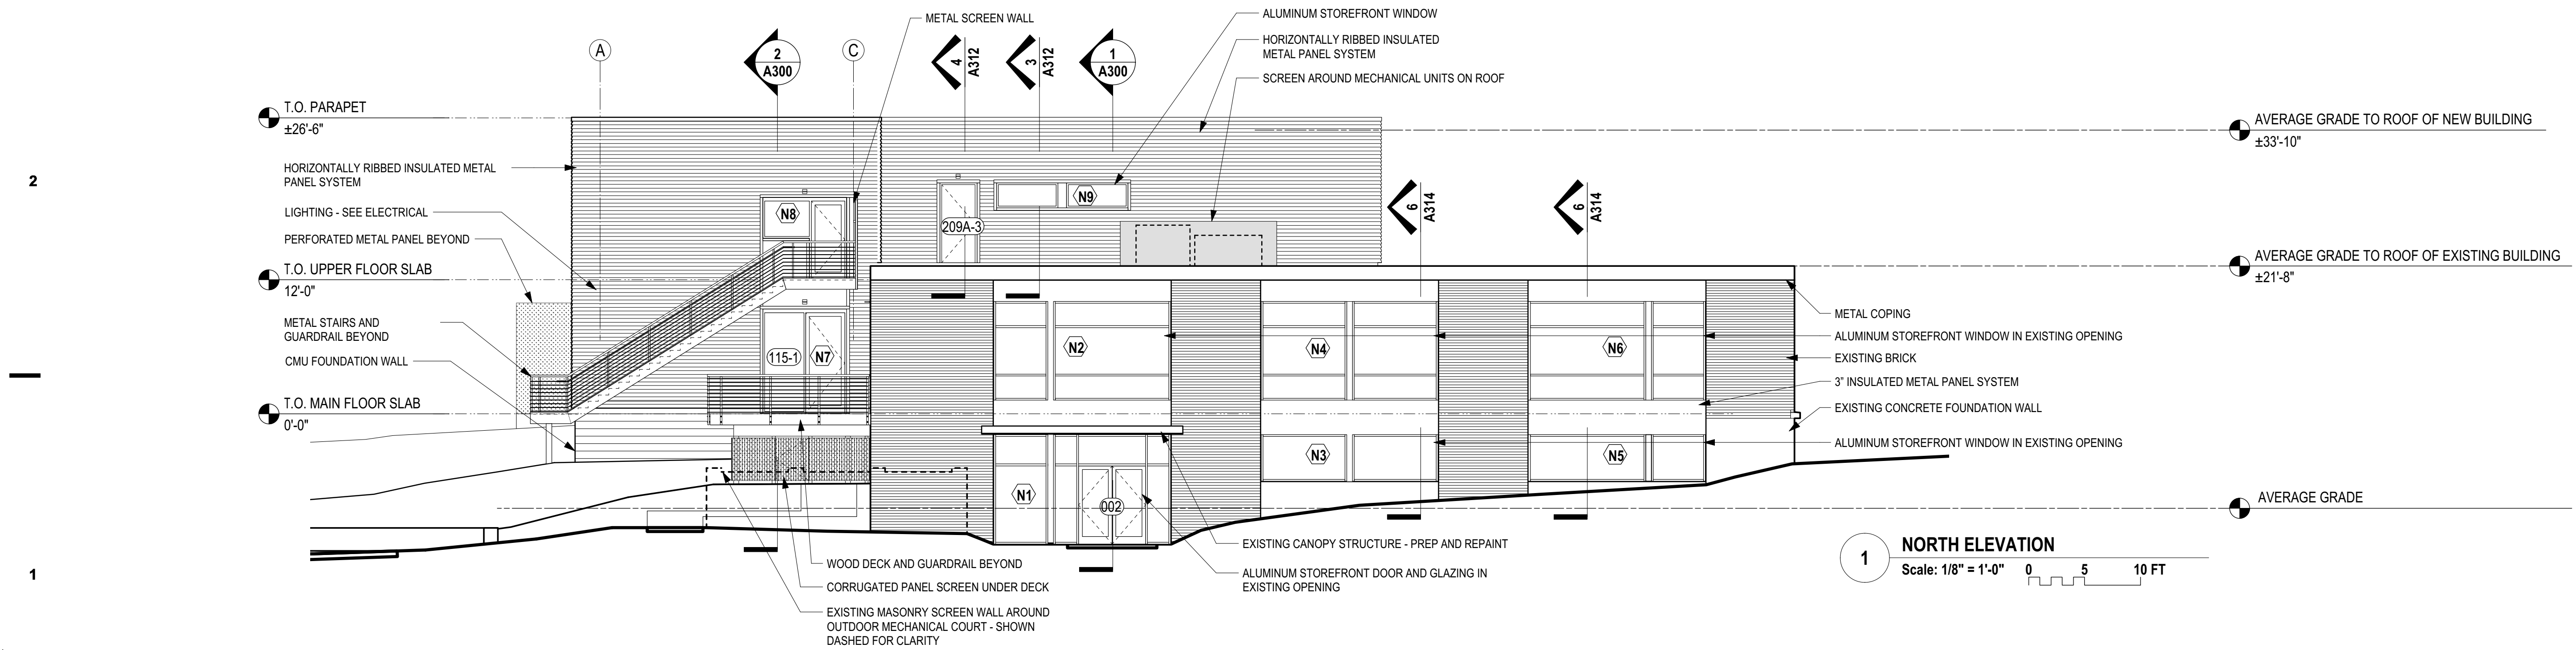 METAL SCREEN WALL
ALUMINUM STOREFRONT WINDOW
HORIZONTALLY RIBBED INSULATED
METAL PANEL SYSTEM
SCREEN AROUND MECHANICAL UNITS ON ROOF
A
2
A300
C
4
A312
3
A312
1
A300
T.O. PARAPET
±26'-6"
AVERAGE GRADE TO ROOF OF NEW BUILDING
±33'-10"
2
HORIZONTALLY RIBBED INSULATED METAL
PANEL SYSTEM
LIGHTING - SEE ELECTRICAL
PERFORATED METAL PANEL BEYOND
N8
209A-3
N9
6
A314
6
A314
T.O. UPPER FLOOR SLAB
12'-0"
AVERAGE GRADE TO ROOF OF EXISTING BUILDING
±21'-8"
METAL STAIRS AND
GUARDRAIL BEYOND
CMU FOUNDATION WALL
115-1
N7
N2
N4
N6
METAL COPING
ALUMINUM STOREFRONT WINDOW IN EXISTING OPENING
EXISTING BRICK
3" INSULATED METAL PANEL SYSTEM
EXISTING CONCRETE FOUNDATION WALL
ALUMINUM STOREFRONT WINDOW IN EXISTING OPENING
T.O. MAIN FLOOR SLAB
0'-0"
N3
N5
N1
002
AVERAGE GRADE
1
WOOD DECK AND GUARDRAIL BEYOND
CORRUGATED PANEL SCREEN UNDER DECK
EXISTING MASONRY SCREEN WALL AROUND
OUTDOOR MECHANICAL COURT - SHOWN
DASHED FOR CLARITY
EXISTING CANOPY STRUCTURE - PREP AND REPAINT
ALUMINUM STOREFRONT DOOR AND GLAZING IN
EXISTING OPENING
1
NORTH ELEVATION
Scale: 1/8" = 1'-0" 0 5 10 FT